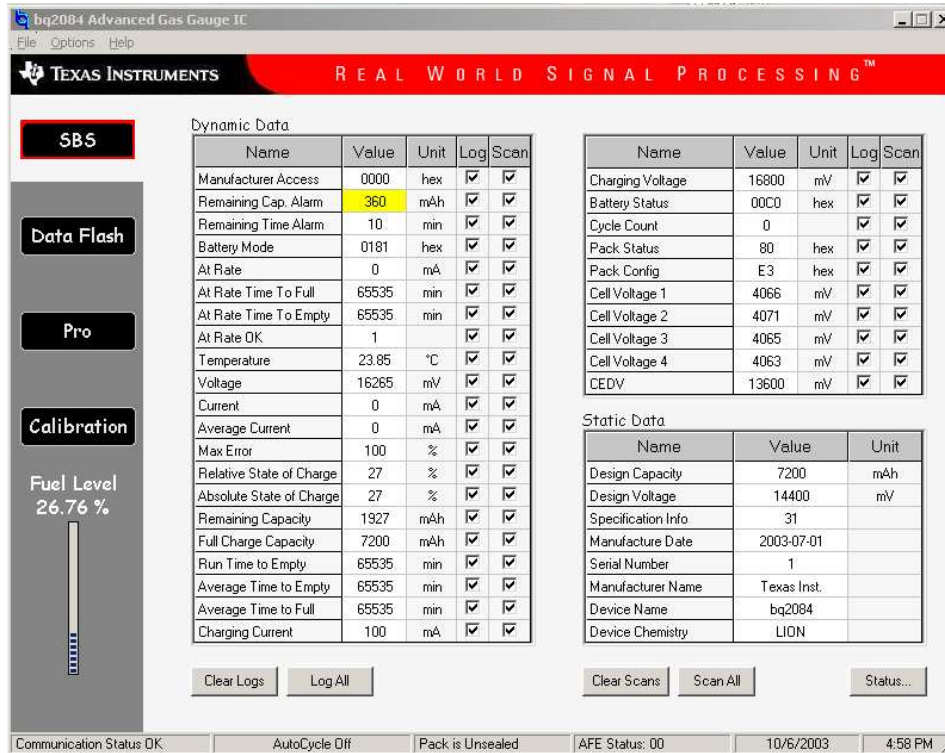 bq2084 Advanced Gas Gauge IC
File Options Help
TEXAS INSTRUMENTS REAL WORLD SIGNAL PROCESSING™
SBS
Data Flash
Pro
Calibration
Fuel Level
26.76 %
Dynamic Data
Name Value Unit Log Scan
Manufacturer Access 0000 hex
Remaining Cap. Alarm 360 mAh
Remaining Time Alarm 10 min
Battery Mode 0181 hex
At Rate 0 mA
At Rate Time To Full 65535 min
At Rate Time To Empty 65535 min
At Rate OK 1
Temperature 23.85 °C
Voltage 16265 mV
Current 0 mA
Average Current 0 mA
Max Error 100 %
Relative State of Charge 27 %
Absolute State of Charge 27 %
Remaining Capacity 1927 mAh
Full Charge Capacity 7200 mAh
Run Time to Empty 65535 min
Average Time to Empty 65535 min
Average Time to Full 65535 min
Charging Current 100 mA
Clear Logs Log All
Name Value Unit Log Scan
Charging Voltage 16800 mV
Battery Status 00C0 hex
Cycle Count 0
Pack Status 80 hex
Pack Config E3 hex
Cell Voltage 1 4066 mV
Cell Voltage 2 4071 mV
Cell Voltage 3 4065 mV
Cell Voltage 4 4063 mV
CEDV 13600 mV
Static Data
Name Value Unit
Design Capacity 7200 mAh
Design Voltage 14400 mV
Specification Info 31
Manufacture Date 2003-07-01
Serial Number 1
Manufacturer Name Texas Inst.
Device Name bq2084
Device Chemistry LION
Clear Scans Scan All Status...
Communication Status OK AutoCycle Off Pack is Unsealed AFE Status: 00 10/6/2003 4:58 PM